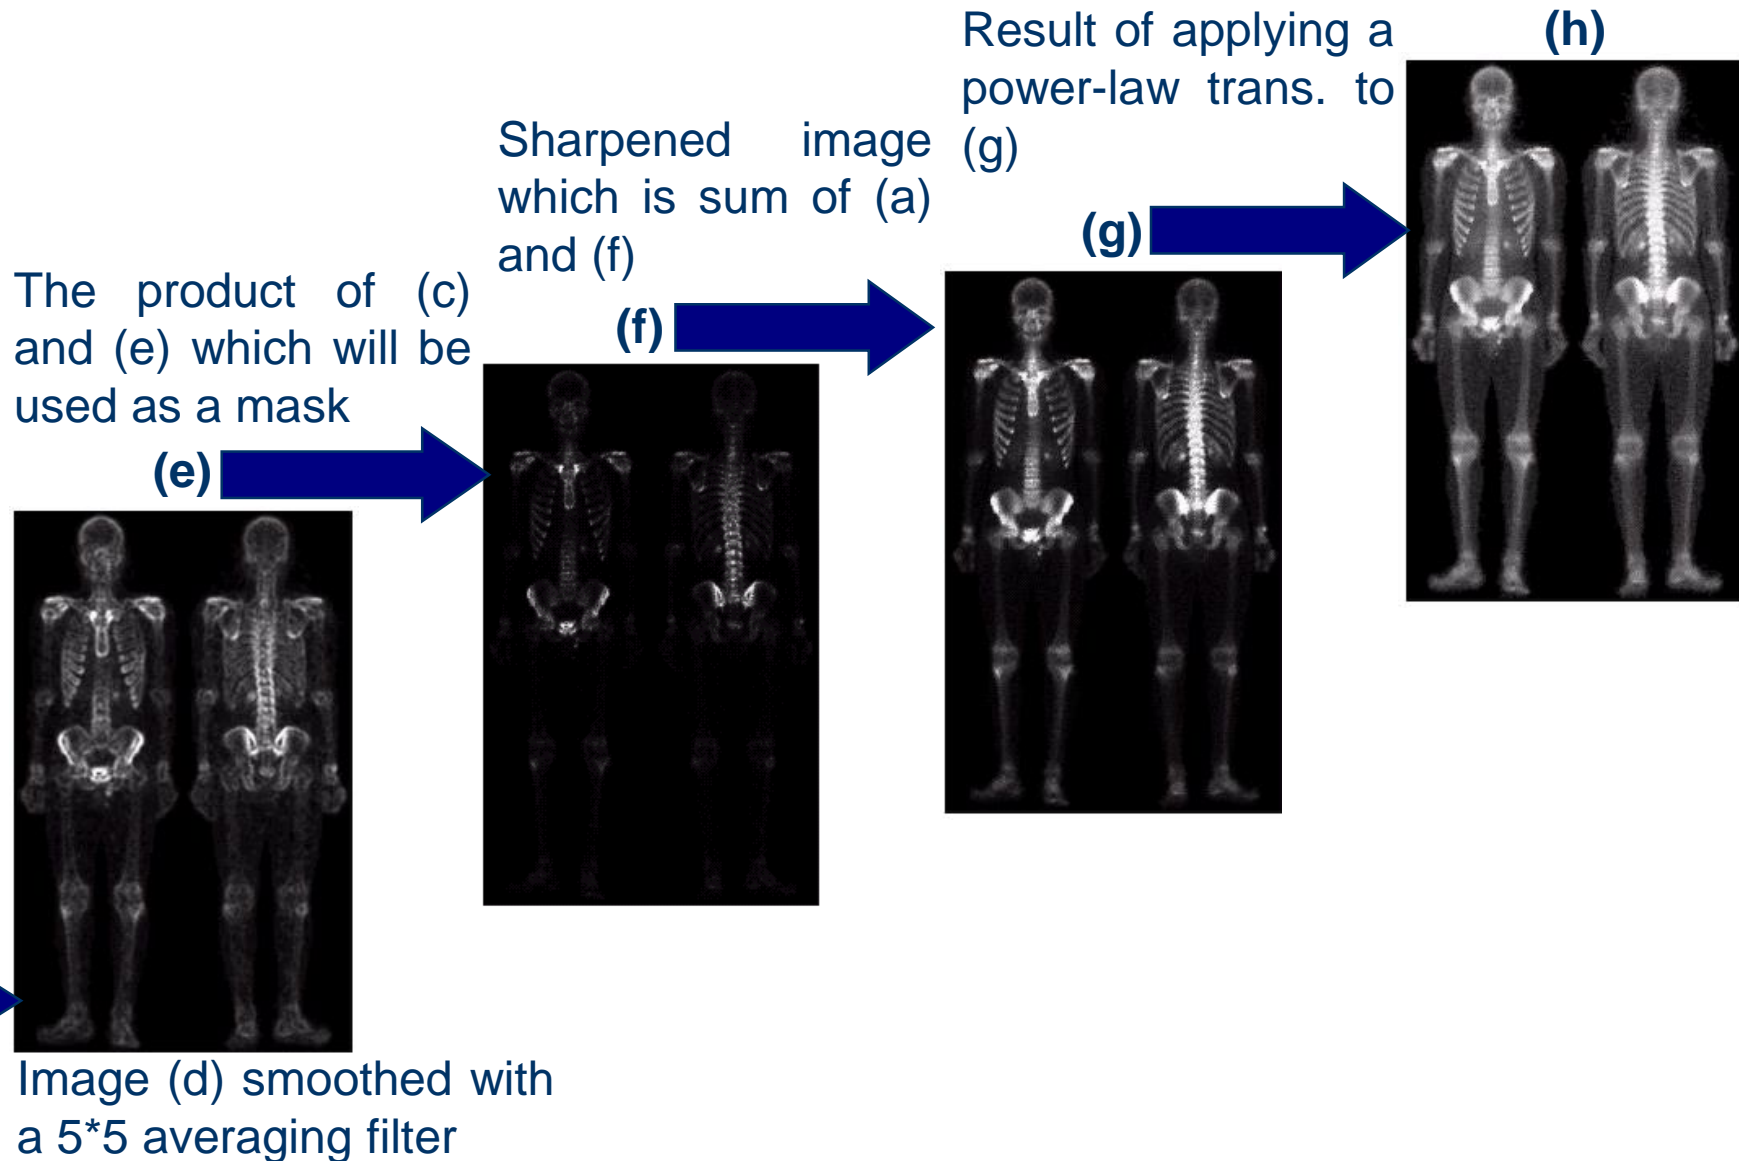 Result of applying a
power-law trans. to
(g)
(h)
Sharpened image
which is sum of (a)
and (f)
(g)
The product of (c)
and (e) which will be
used as a mask
(f)
(e)
Image (d) smoothed with
a 5*5 averaging filter